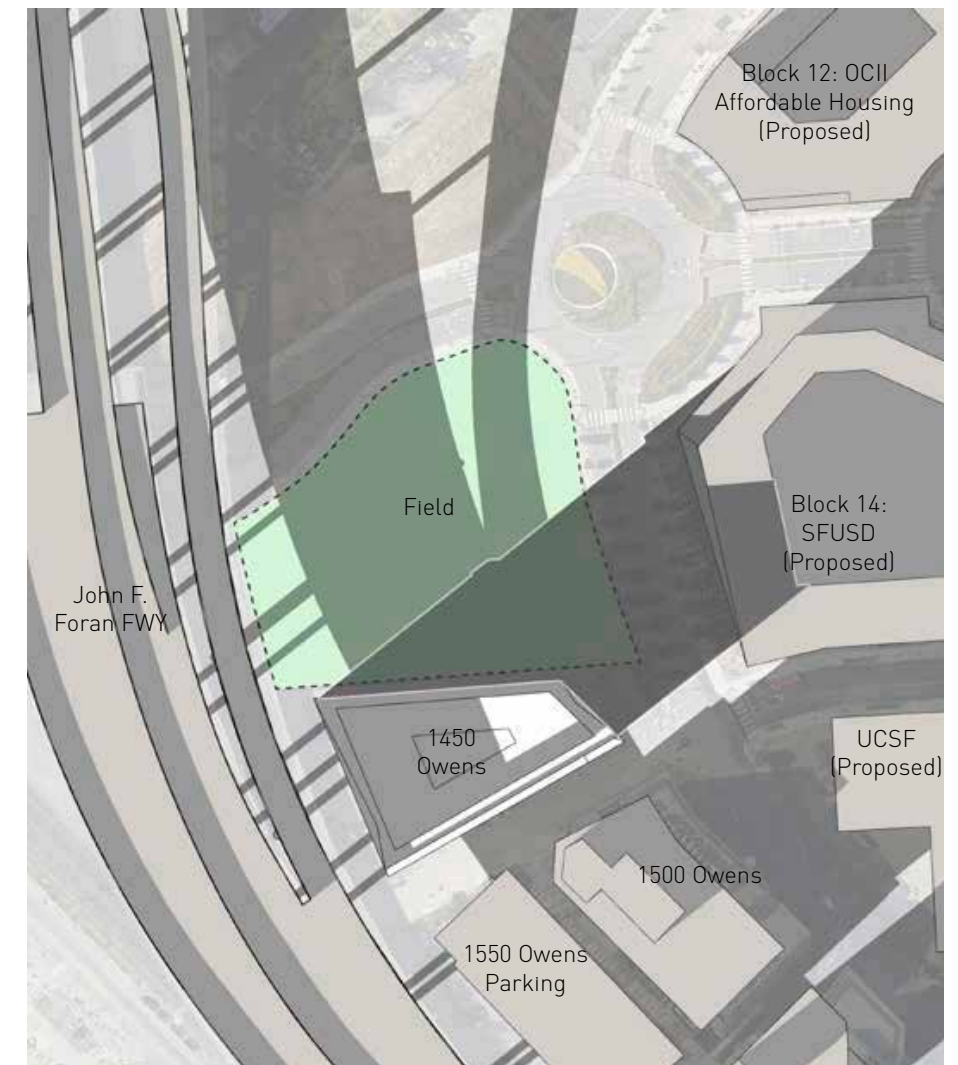 Block 12: OCII
Affordable Housing
(Proposed)
Field
Block 14:
SFUSD
(Proposed)
John F.
Foran FWY
1450
Owens
UCSF
(Proposed)
1500 Owens
1550 Owens
Parking